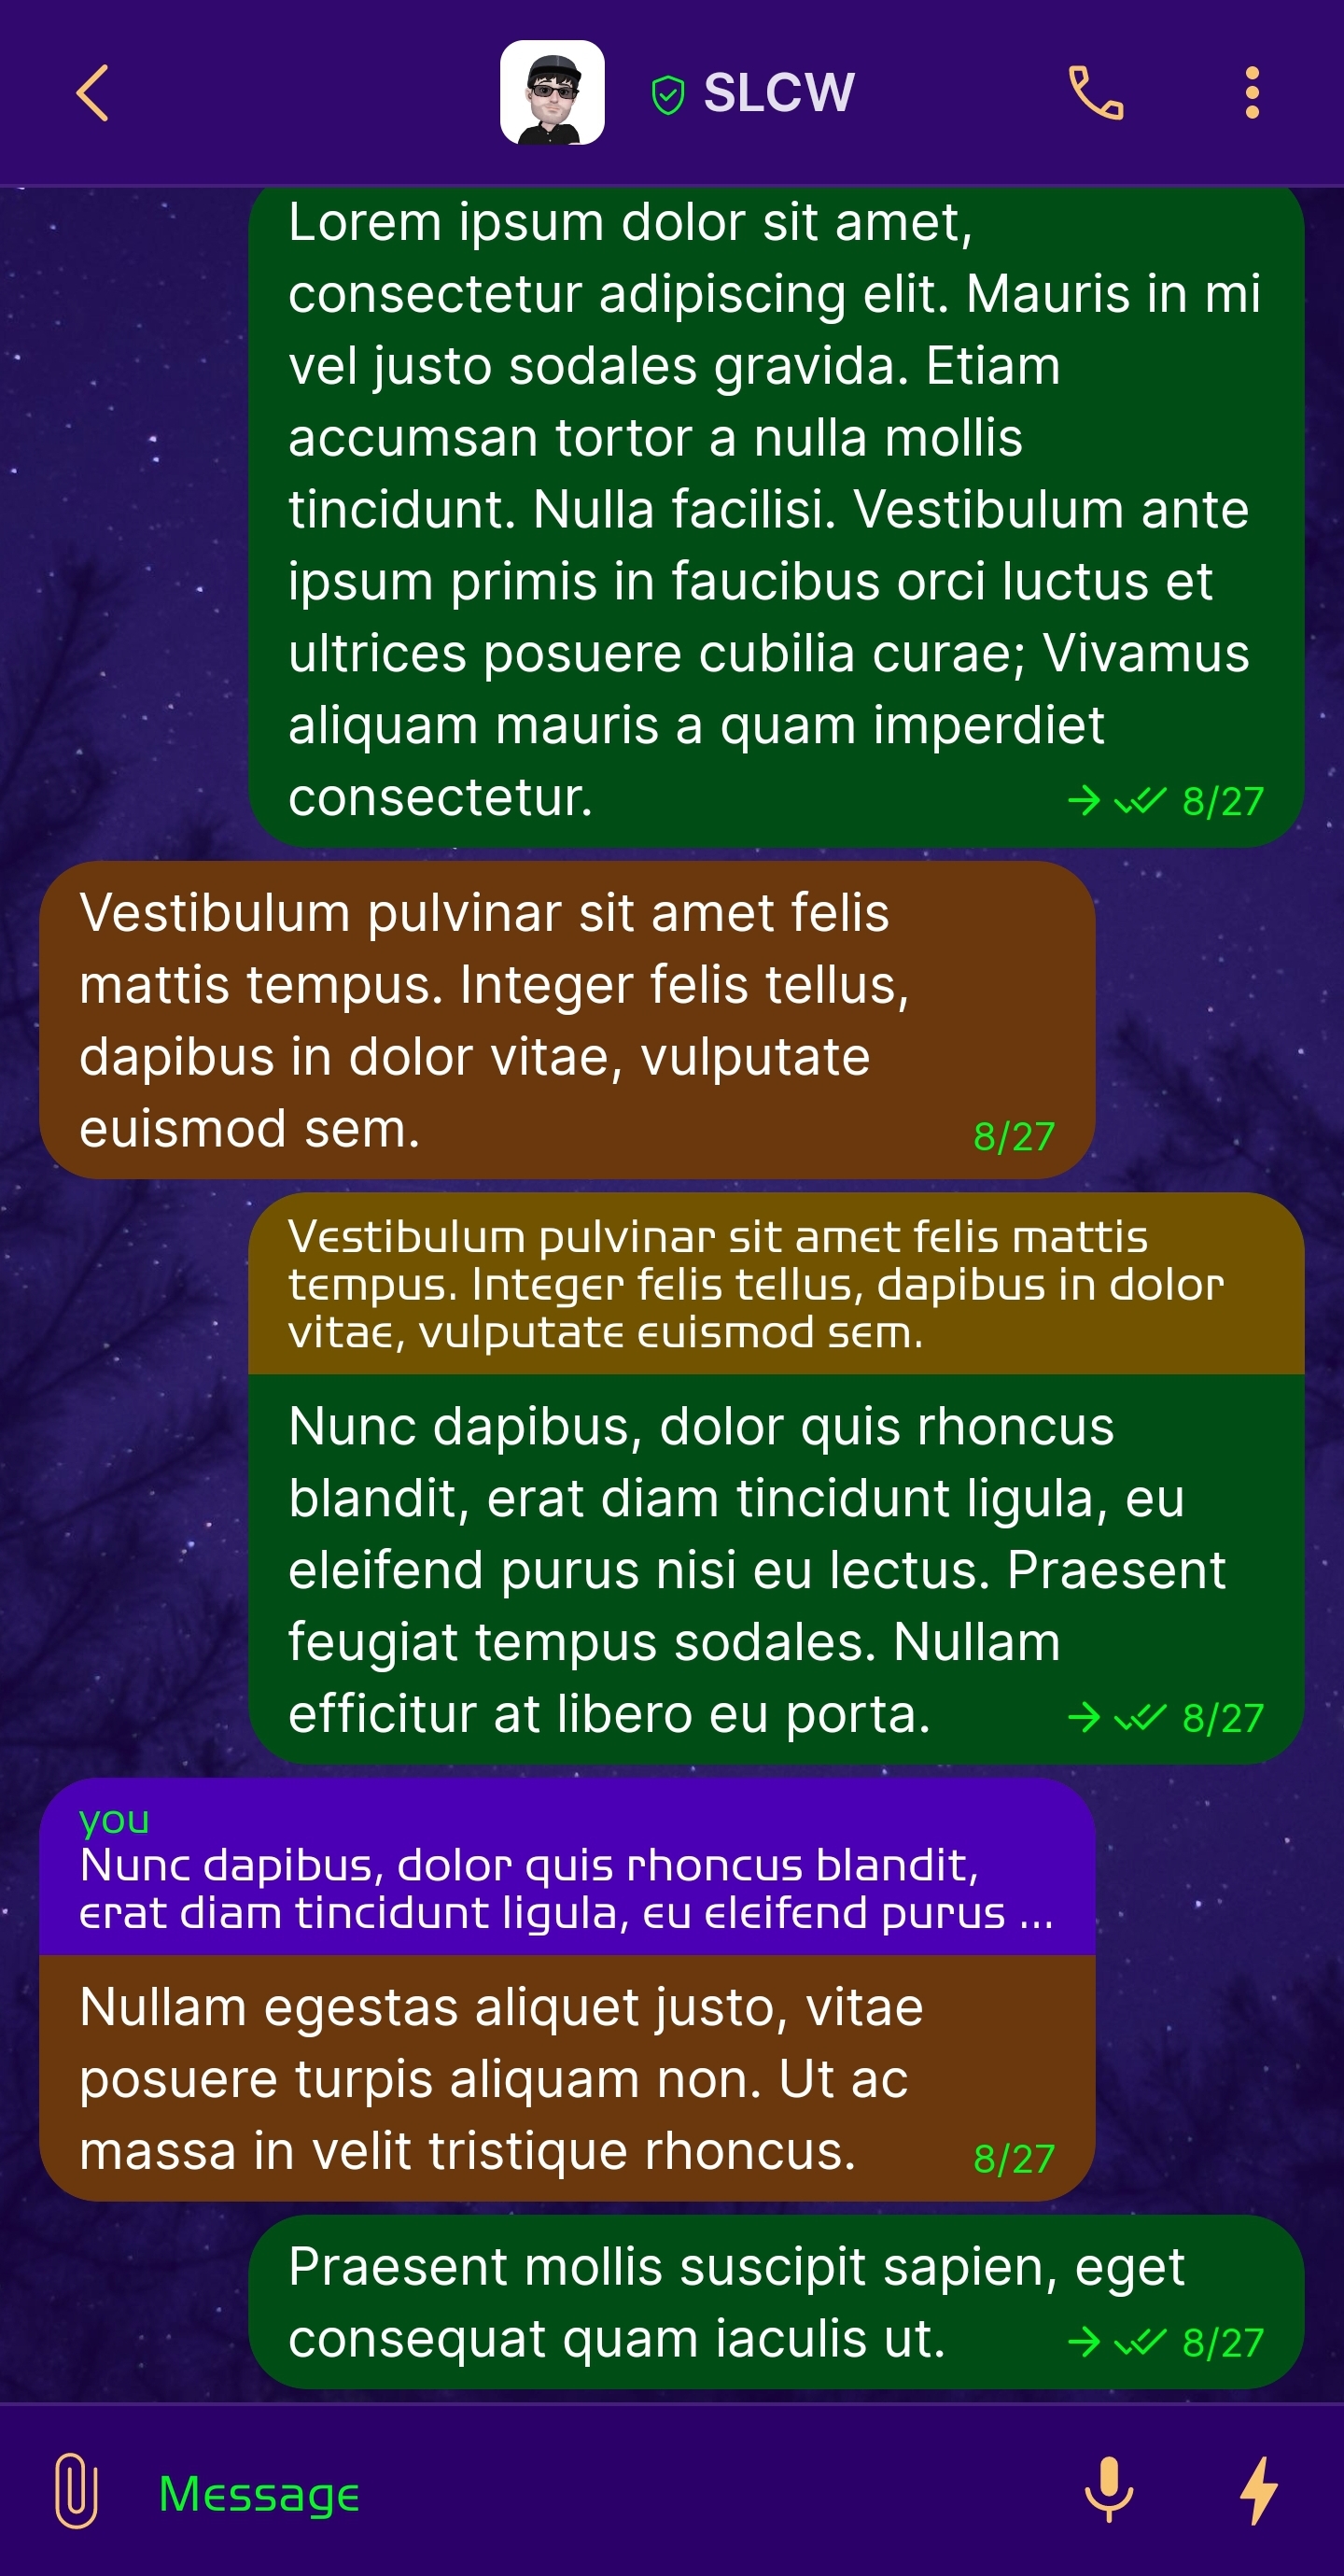 SLCW
Lorem ipsum dolor sit amet,
consectetur adipiscing elit. Mauris in mi
vel justo sodales gravida. Etiam
accumsan tortor a nulla mollis
tincidunt. Nulla facilisi. Vestibulum ante
ipsum primis in faucibus orci luctus et
ultrices posuere cubilia curae; Vivamus
aliquam mauris a quam imperdiet
consectetur. 8/27
Vestibulum pulvinar sit amet felis
mattis tempus. Integer felis tellus,
dapibus in dolor vitae, vulputate
euismod sem. 8/27
Vestibulum pulvinar sit amet felis mattis
tempus. Integer felis tellus, dapibus in dolor
vitae, vulputate euismod sem.
Nunc dapibus, dolor quis rhoncus
blandit, erat diam tincidunt ligula, eu
eleifend purus nisi eu lectus. Praesent
feugiat tempus sodales. Nullam
efficitur at libero eu porta. 8/27
you
Nunc dapibus, dolor quis rhoncus blandit,
erat diam tincidunt ligula, eu eleifend purus ...
Nullam egestas aliquet justo, vitae
posuere turpis aliquam non. Ut ac
massa in velit tristique rhoncus. 8/27
Praesent mollis suscipit sapien, eget
consequat quam iaculis ut. 8/27
Message